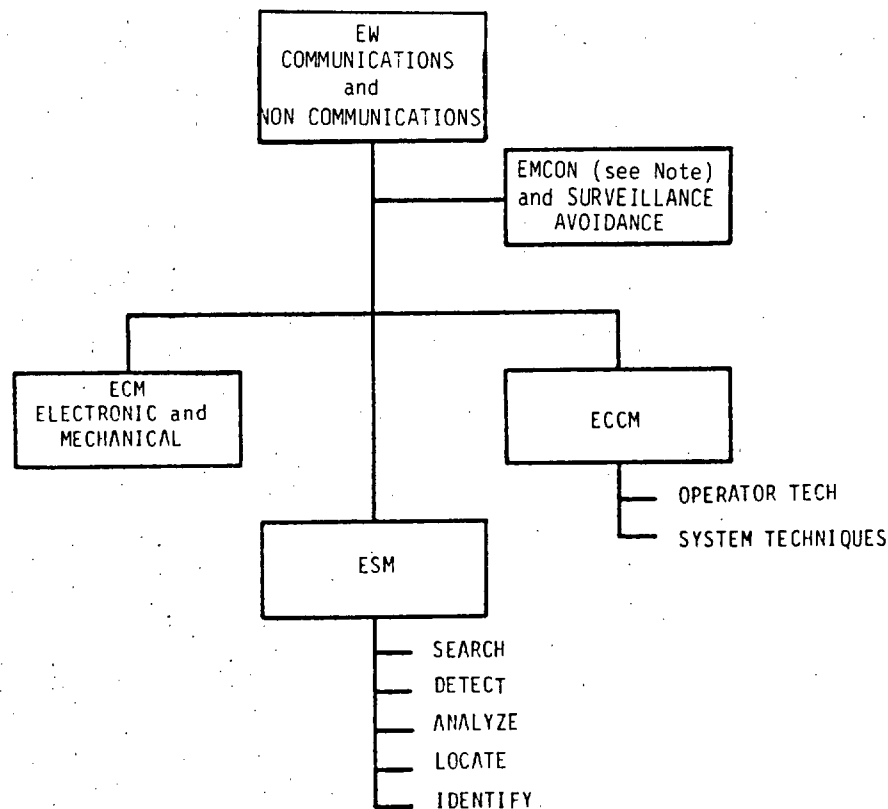 EW
COMMUNICATIONS
and
NON COMMUNICATIONS
EMCON (see Note)
and SURVEILLANCE
AVOIDANCE
ECM
ELECTRONIC and
MECHANICAL
ECCM
OPERATOR TECH
SYSTEM TECHNIQUES
ESM
SEARCH
DETECT
ANALYZE
LOCATE
IDENTIFY